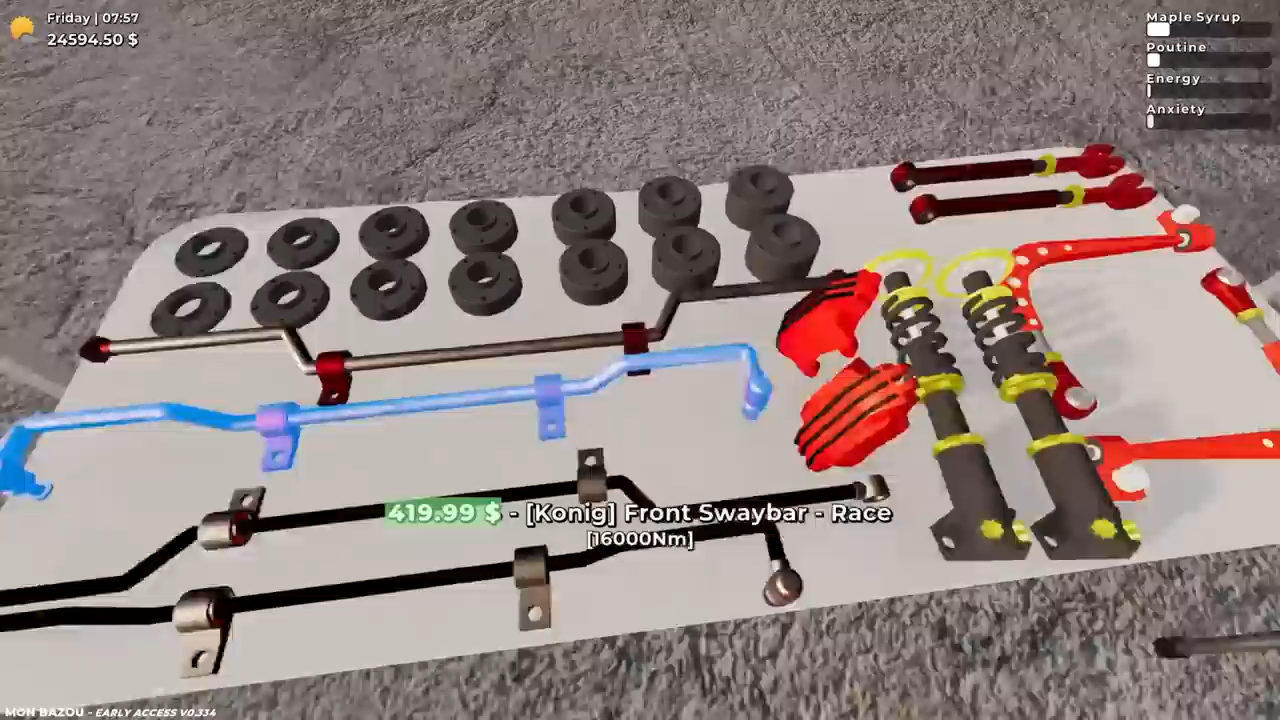 Friday | 07:57
24594.50 $
Maple Syrup
Poutine
Energy
Anxiety
419.99 $ - [Konig] Front Swaybar - Race
[16000Nm]
MON BAZOU - EARLY ACCESS V0.334